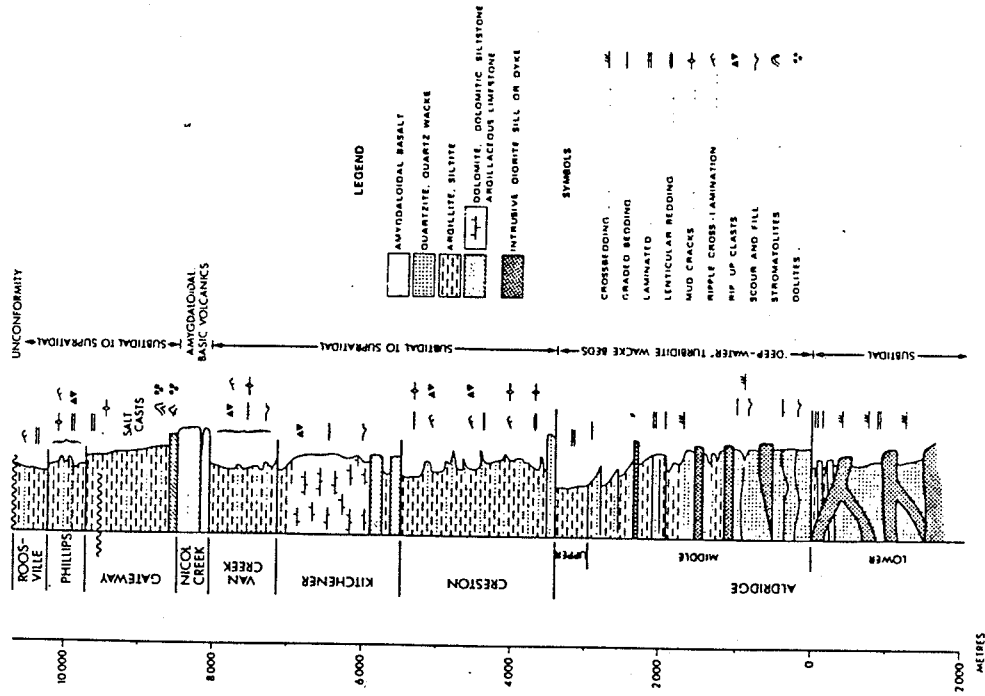 UNCONFORMITY
SUBTIDAL TO SUPRATIDAL
AMYGDALOIDAL
BASIC VOLCANICS
SUBTIDAL TO SUPRATIDAL
"DEEP-WATER" TURBIDITE WACKE BEDS
SUBTIDAL
SALT
CASTS
ROOS-
VILLE
PHILLIPS
GATEWAY
NICOL
CREEK
VAN
CREEK
KITCHENER
CRESTON
UPPER
MIDDLE
LOWER
ALDRIDGE
10000
8000
6000
4000
2000
0
2000
METRES
LEGEND
AMYGDALOIDAL BASALT
QUARTZITE, QUARTZ WACKE
ARGILLITE, SILTITE
DOLOMITE, DOLOMITIC SILTSTONE
ARGILLACEOUS LIMESTONE
INTRUSIVE DIORITE SILL OR DYKE
SYMBOLS
CROSSBEDDING
GRADED BEDDING
LAMINATED
LENTICULAR BEDDING
MUD CRACKS
RIPPLE CROSS-LAMINATION
RIP UP CLASTS
SCOUR AND FILL
STROMATOLITES
OOLITES